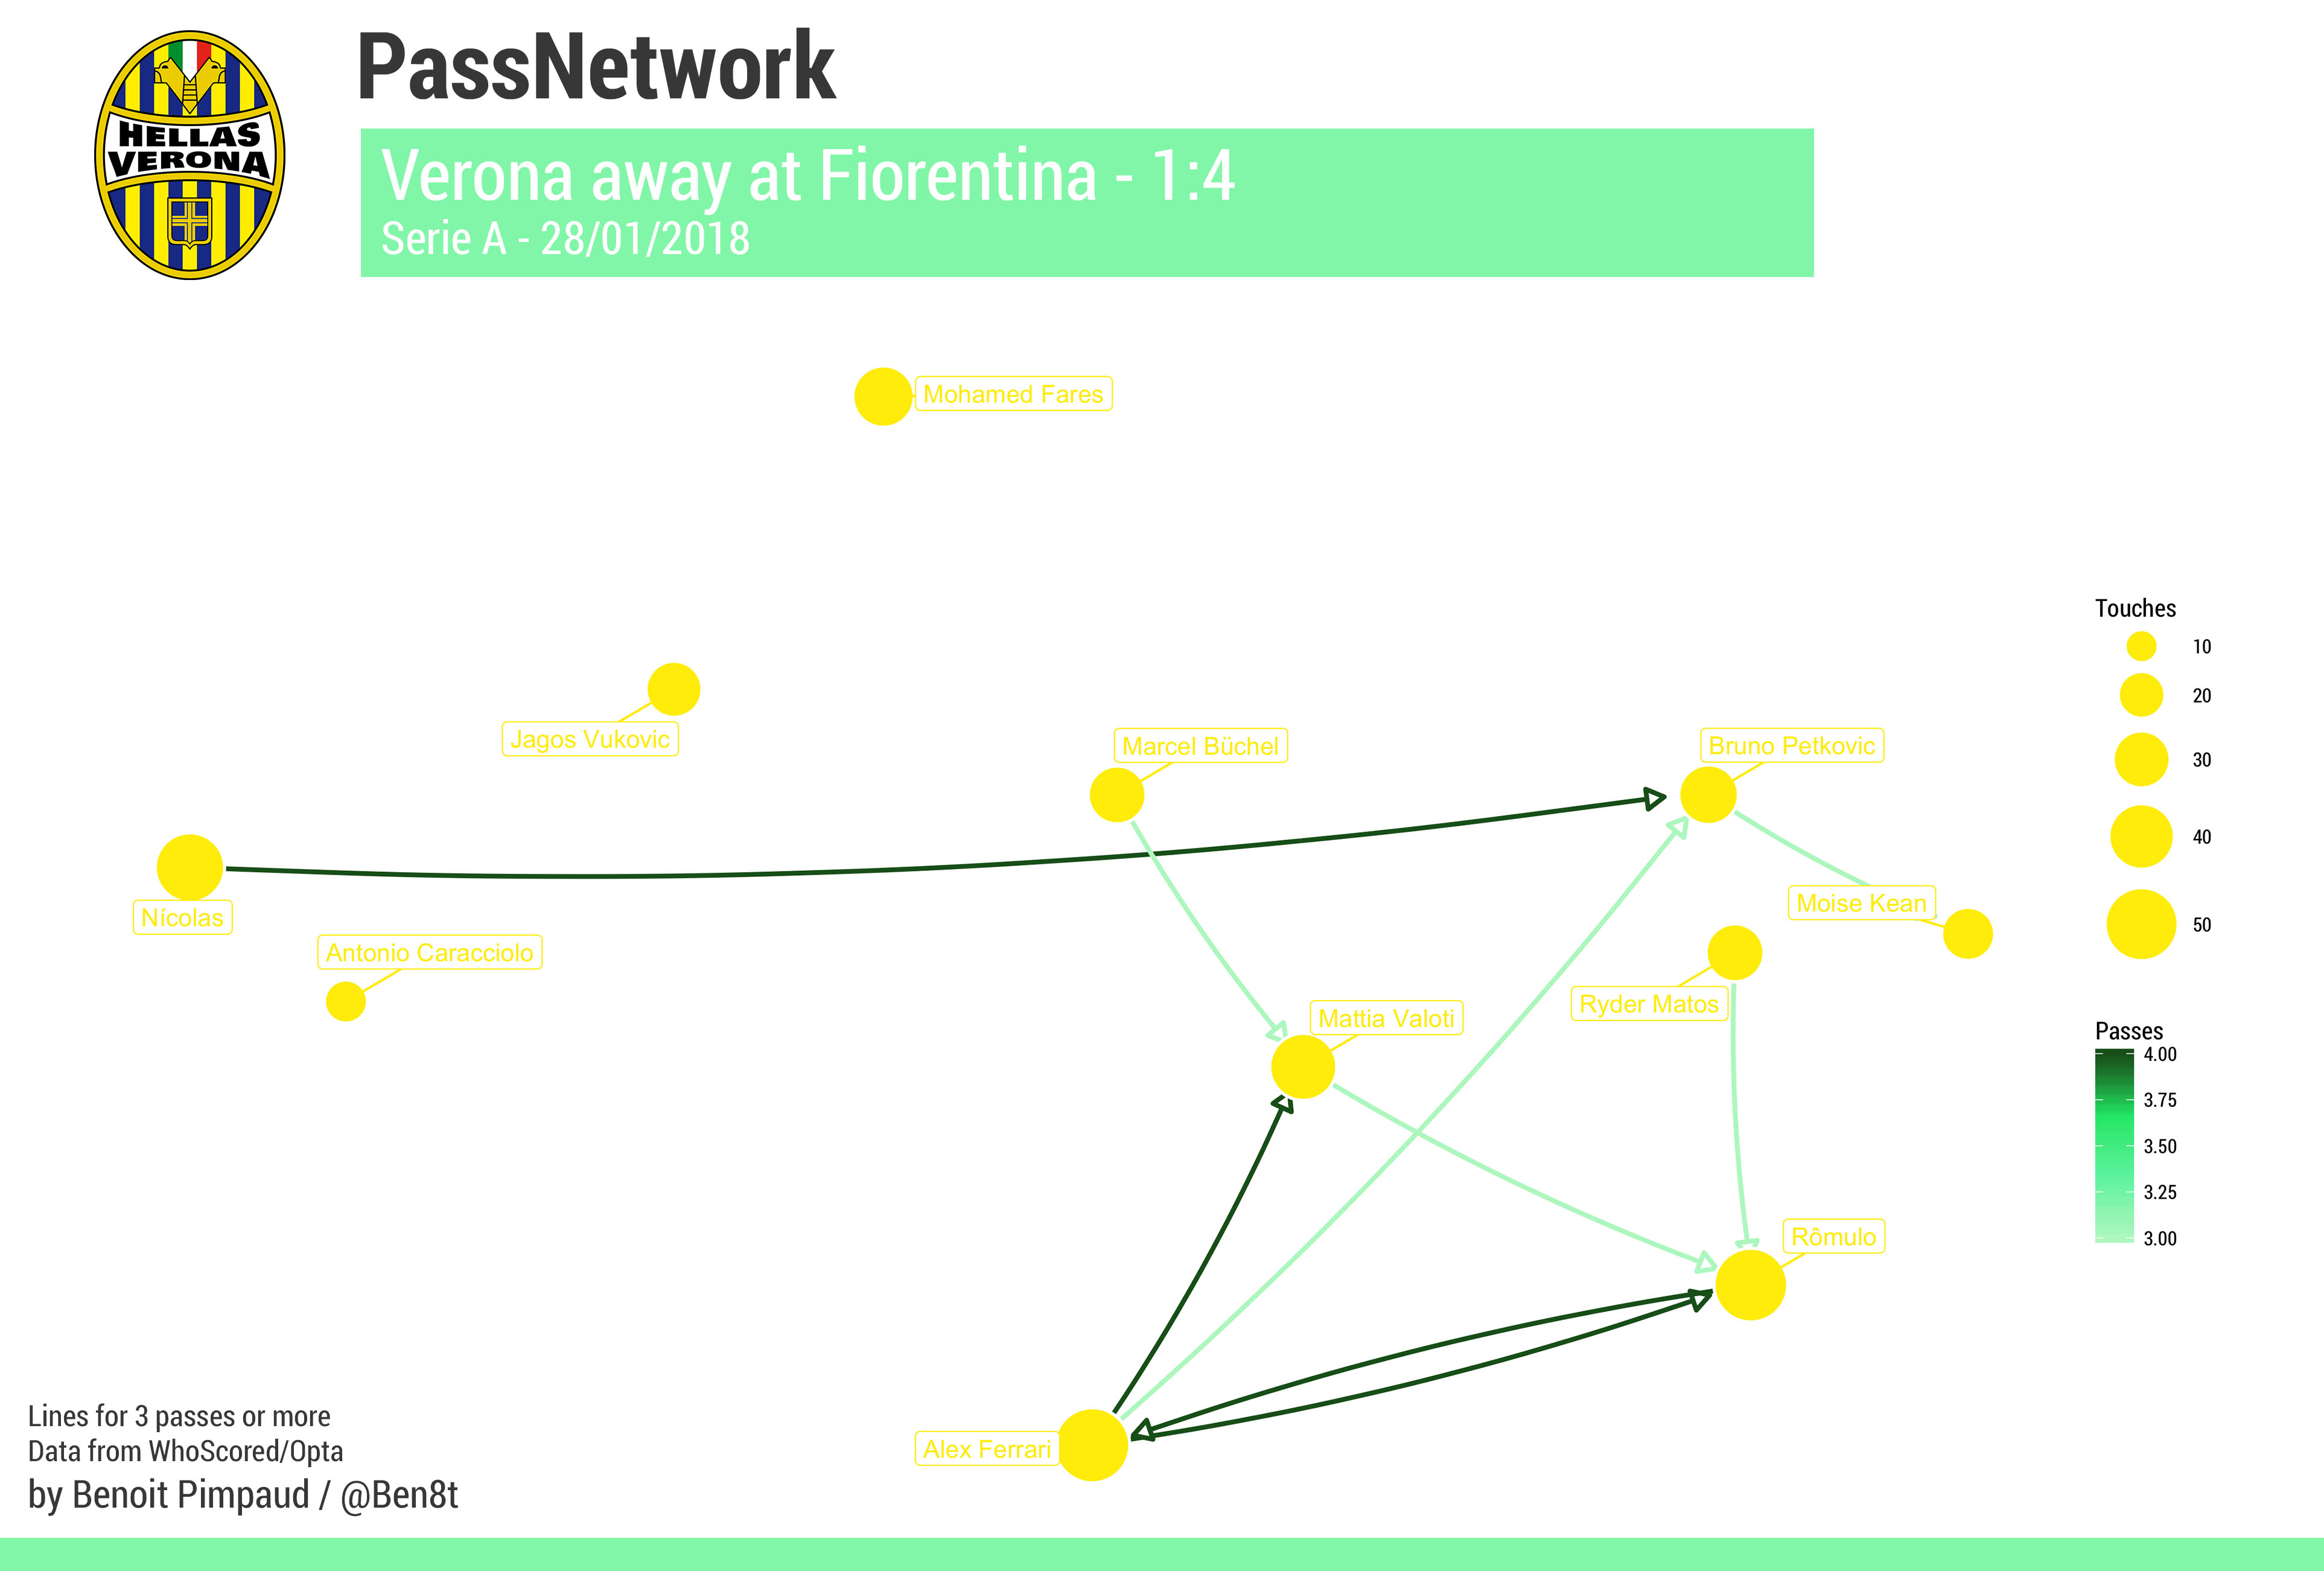 HELLAS
VERONA
PassNetwork
Verona away at Fiorentina - 1:4
Serie A - 28/01/2018
Mohamed Fares
Jagos Vukovic
Marcel Büchel
Bruno Petkovic
Nícolas
Antonio Caracciolo
Moise Kean
Ryder Matos
Mattia Valoti
Rômulo
Alex Ferrari
Touches
10
20
30
40
50
Passes
4.00
3.75
3.50
3.25
3.00
Lines for 3 passes or more
Data from WhoScored/Opta
by Benoit Pimpaud / @Ben8t